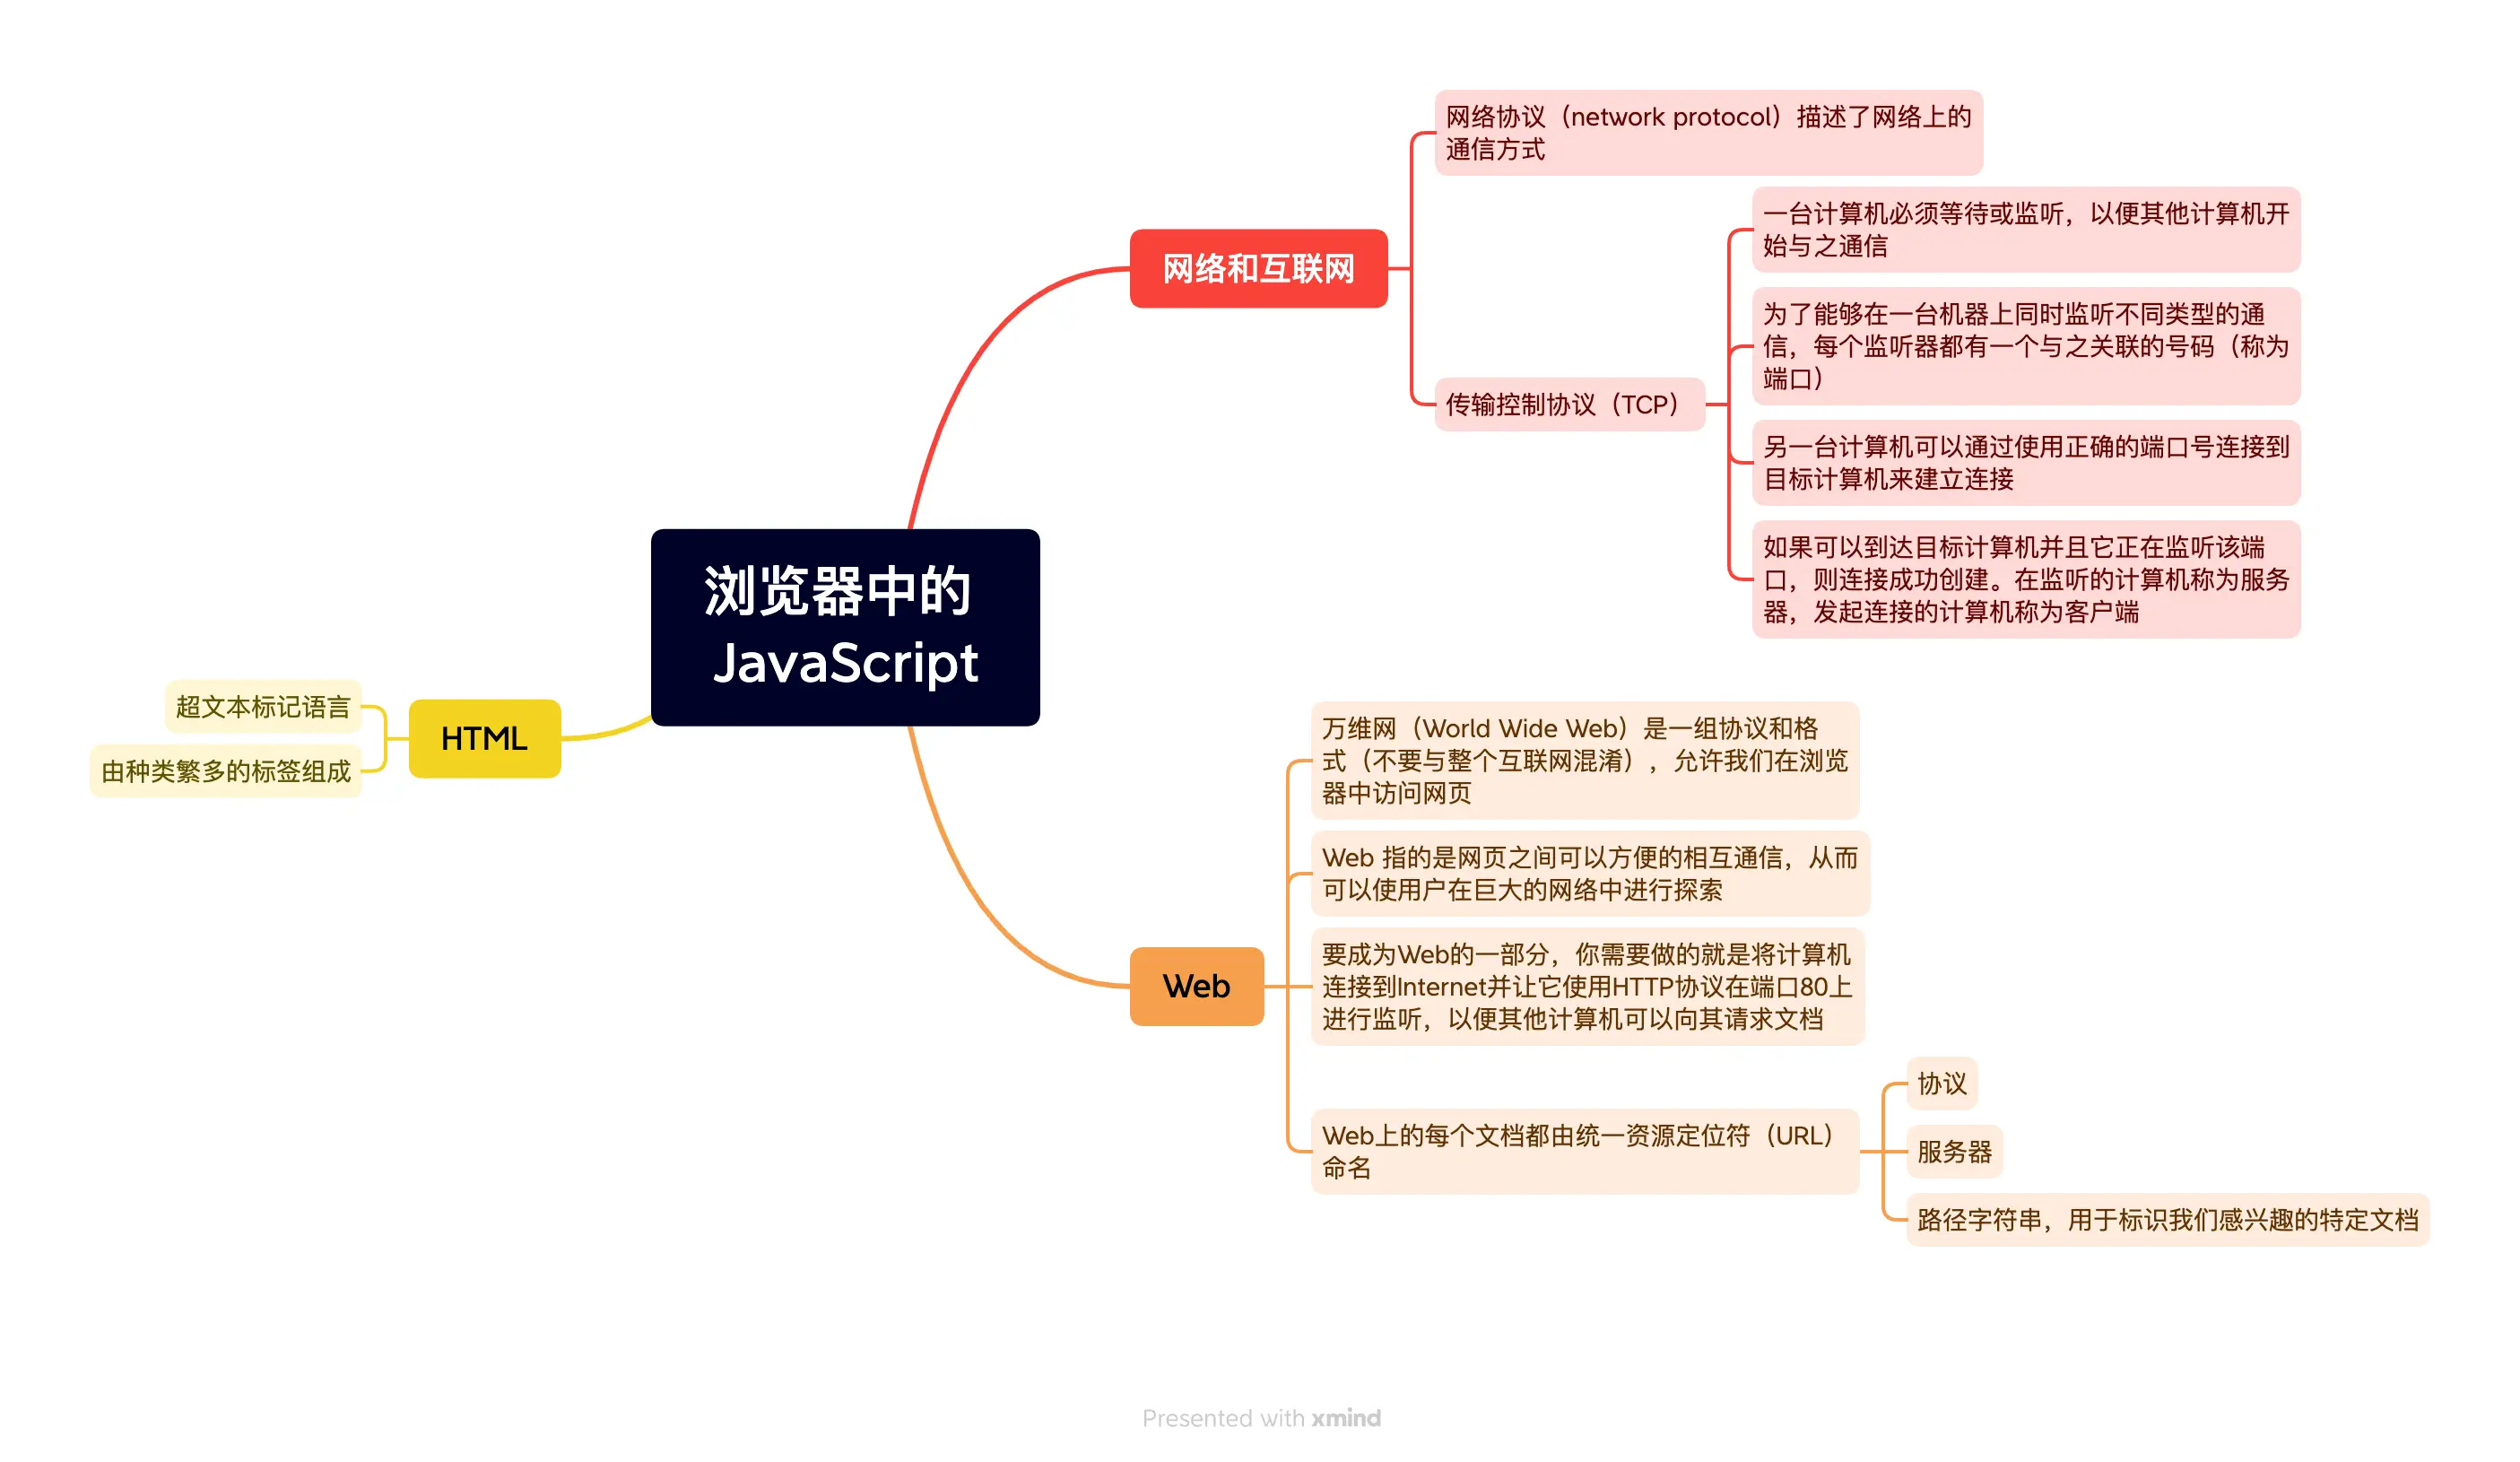 浏览器中的
JavaScript
网络和互联网
网络协议（network protocol）描述了网络上的
通信方式
传输控制协议（TCP）
一台计算机必须等待或监听，以便其他计算机开
始与之通信
为了能够在一台机器上同时监听不同类型的通
信，每个监听器都有一个与之关联的号码（称为
端口）
另一台计算机可以通过使用正确的端口号连接到
目标计算机来建立连接
如果可以到达目标计算机并且它正在监听该端
口，则连接成功创建。在监听的计算机称为服务
器，发起连接的计算机称为客户端
Web
万维网（World Wide Web）是一组协议和格
式（不要与整个互联网混淆），允许我们在浏览
器中访问网页
Web 指的是网页之间可以方便的相互通信，从而
可以使用户在巨大的网络中进行探索
要成为Web的一部分，你需要做的就是将计算机
连接到Internet并让它使用HTTP协议在端口80上
进行监听，以便其他计算机可以向其请求文档
Web上的每个文档都由统一资源定位符（URL）
命名
协议
服务器
路径字符串，用于标识我们感兴趣的特定文档
HTML
超文本标记语言
由种类繁多的标签组成
Presented with xmind